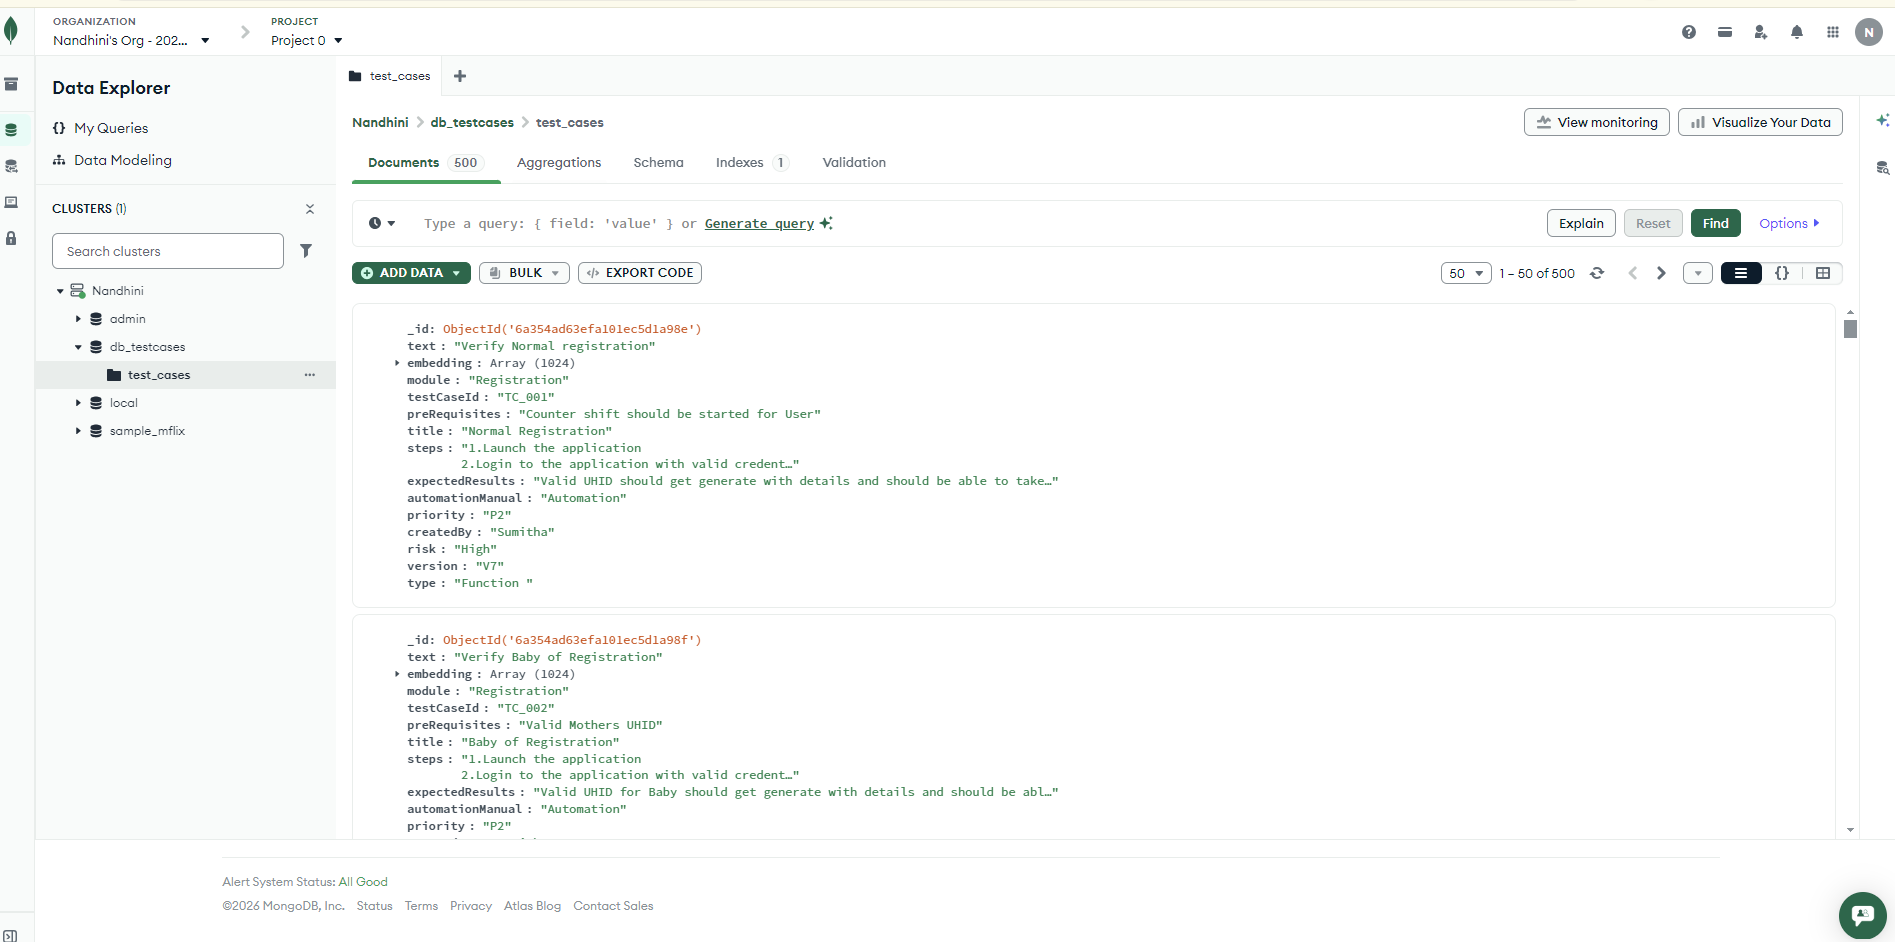 ORGANIZATION
Nandhini's Org - 202...
PROJECT
Project 0
N
Data Explorer
My Queries
Data Modeling
CLUSTERS (1)
Search clusters
Nandhini
admin
db_testcases
test_cases
local
sample_mflix
test_cases
Nandhini > db_testcases > test_cases
View monitoring
Visualize Your Data
Documents 500 Aggregations Schema Indexes 1 Validation
Type a query: { field: 'value' } or Generate query
Explain Reset Find Options
ADD DATA BULK </> EXPORT CODE
50 1 – 50 of 500 {}
_id: ObjectId('6a354ad63efa101ec5d1a98e')
text : "Verify Normal registration"
embedding : Array (1024)
module : "Registration"
testCaseId : "TC_001"
preRequisites : "Counter shift should be started for User"
title : "Normal Registration"
steps : "1.Launch the application
2.Login to the application with valid credent…"
expectedResults : "Valid UHID should get generate with details and should be able to take…"
automationManual : "Automation"
priority : "P2"
createdBy : "Sumitha"
risk : "High"
version : "V7"
type : "Function "
_id: ObjectId('6a354ad63efa101ec5d1a98f')
text : "Verify Baby of Registration"
embedding : Array (1024)
module : "Registration"
testCaseId : "TC_002"
preRequisites : "Valid Mothers UHID"
title : "Baby of Registration"
steps : "1.Launch the application
2.Login to the application with valid credent…"
expectedResults : "Valid UHID for Baby should get generate with details and should be abl…"
automationManual : "Automation"
priority : "P2"
Alert System Status: All Good
©2026 MongoDB, Inc. Status Terms Privacy Atlas Blog Contact Sales